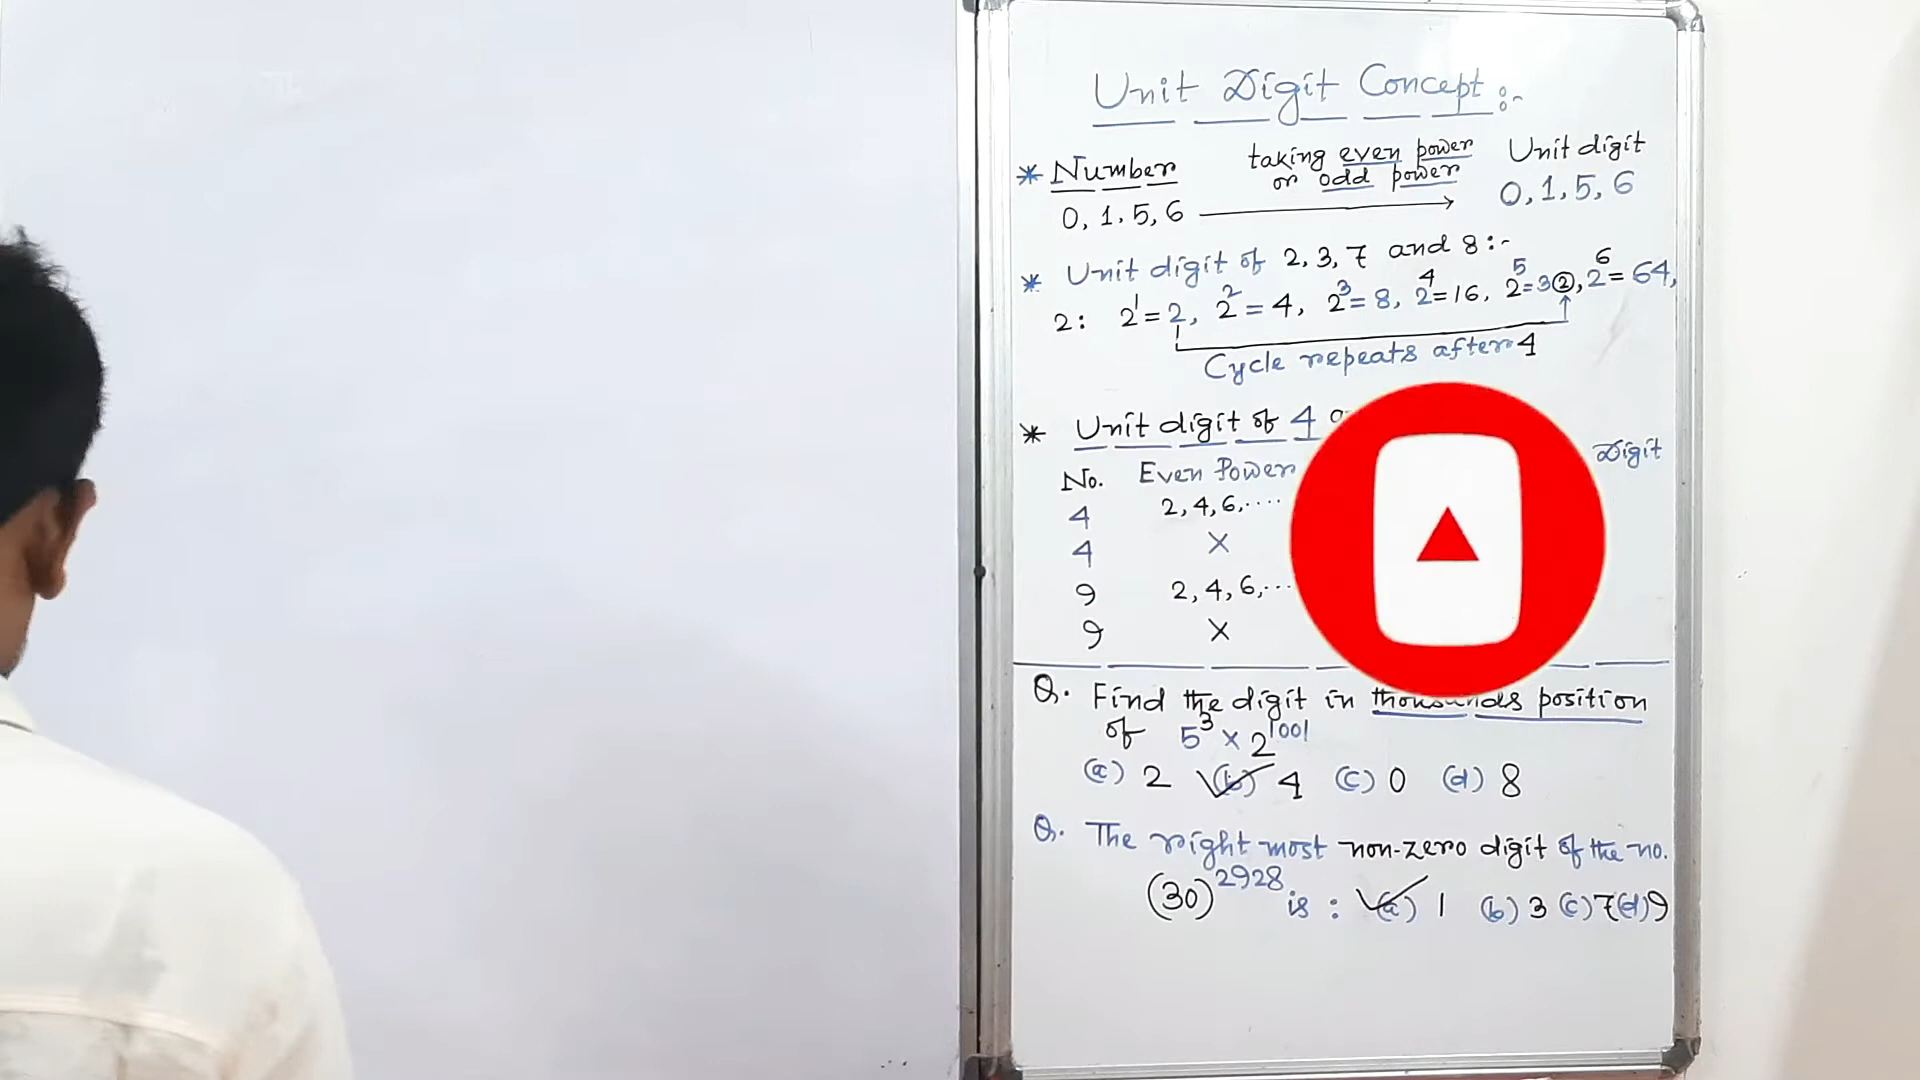 Unit Digit Concept :-
* Number taking even power or odd power Unit digit
0, 1, 5, 6 → 0, 1, 5, 6
* Unit digit of 2, 3, 7 and 8 :-
2: 2¹ = 2, 2² = 4, 2³ = 8, 2⁴ = 16, 2⁵ = 32, 2⁶ = 64,
Cycle repeats after 4
* Unit digit of 4
Digit
No. Even Power
4 2, 4, 6, ....
4 ×
9 2, 4, 6, ...
9 ×
Q. Find the digit in thousands position
of 5³ × 2¹⁰⁰¹
(a) 2 (b) 4 (c) 0 (d) 8
Q. The right most non-zero digit of the no.
(30)²⁹²⁸ is : (a) 1 (b) 3 (c) 7 (d) 9